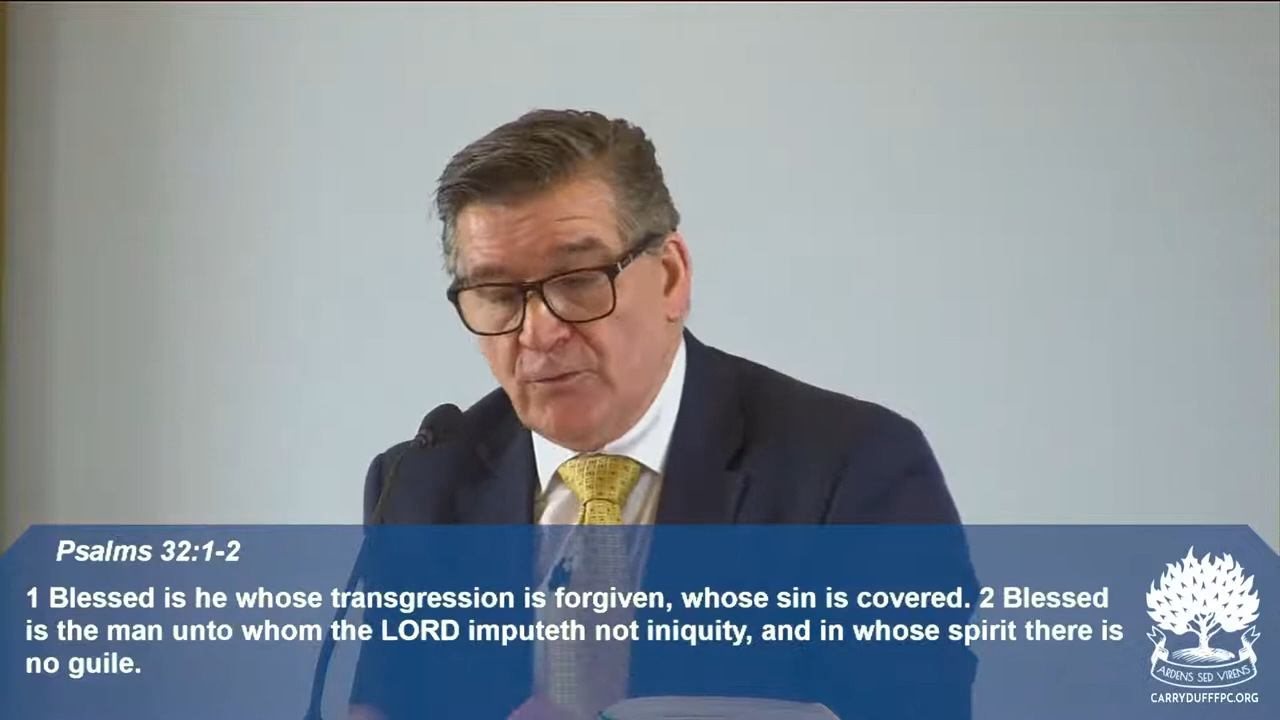 Psalms 32:1-2
1 Blessed is he whose transgression is forgiven, whose sin is covered. 2 Blessed
is the man unto whom the LORD imputeth not iniquity, and in whose spirit there is
no guile.
ARDENS SED VIRENS
CARRYDUFFFPC.ORG